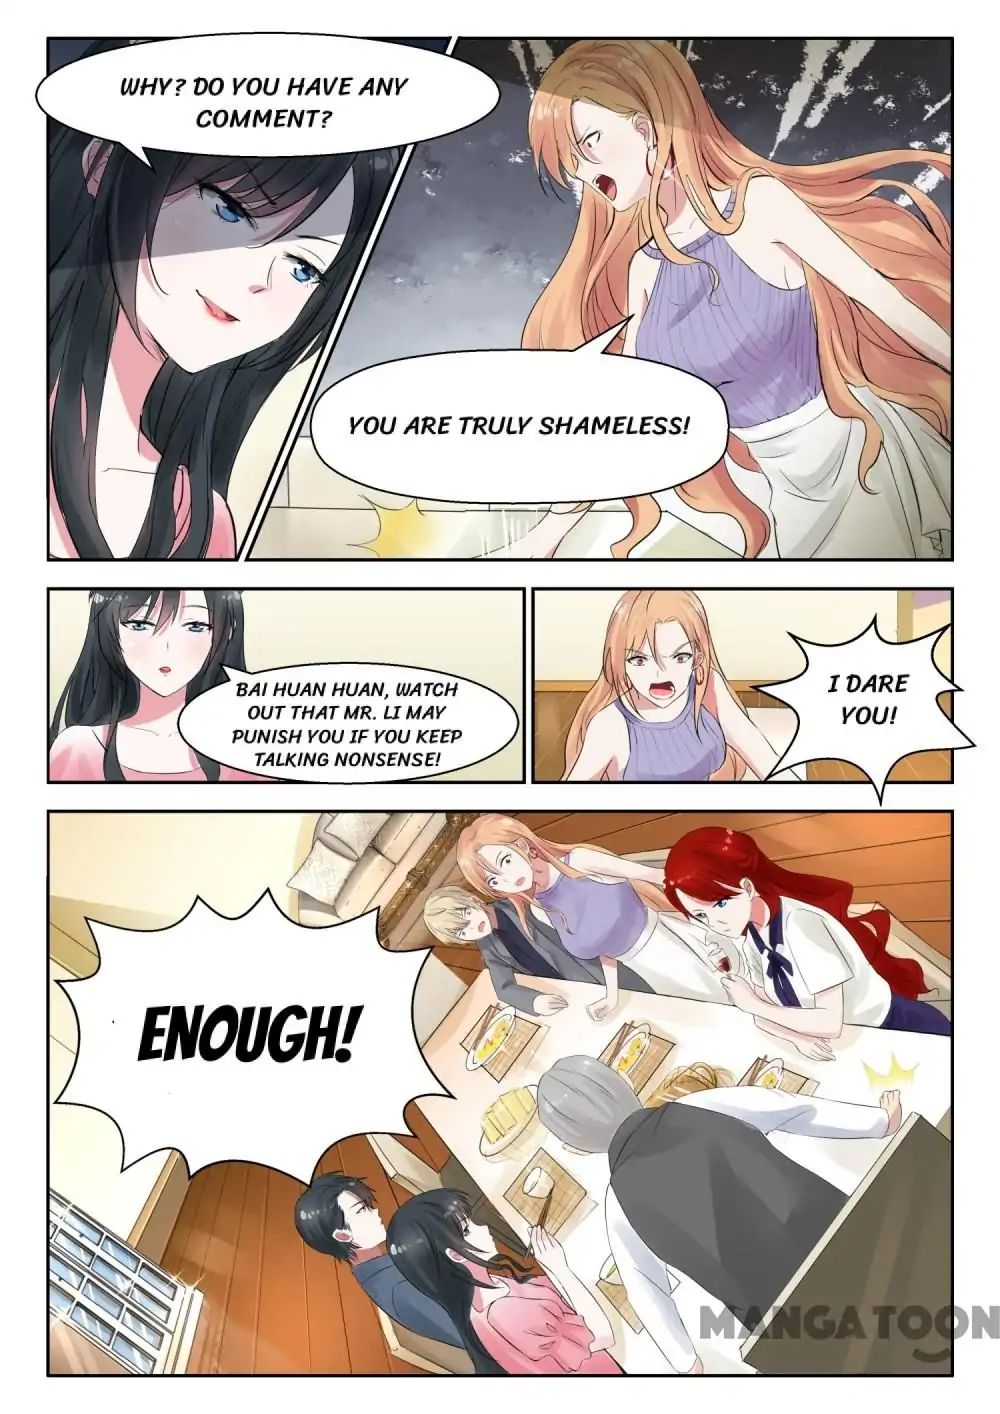 WHY? DO YOU HAVE ANY
COMMENT?
YOU ARE TRULY SHAMELESS!
BAI HUAN HUAN, WATCH
OUT THAT MR. LI MAY
PUNISH YOU IF YOU KEEP
TALKING NONSENSE!
I DARE
YOU!
ENOUGH!
MANGATOON